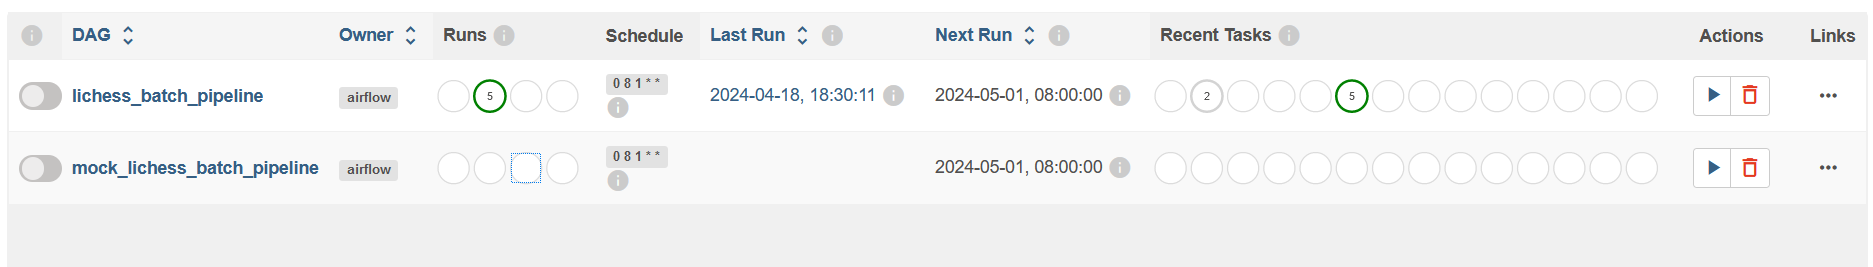 DAG Owner Runs Schedule Last Run Next Run Recent Tasks Actions Links
lichess_batch_pipeline airflow 5 0 8 1 * * 2024-04-18, 18:30:11 2024-05-01, 08:00:00 2 5
mock_lichess_batch_pipeline airflow 0 8 1 * * 2024-05-01, 08:00:00